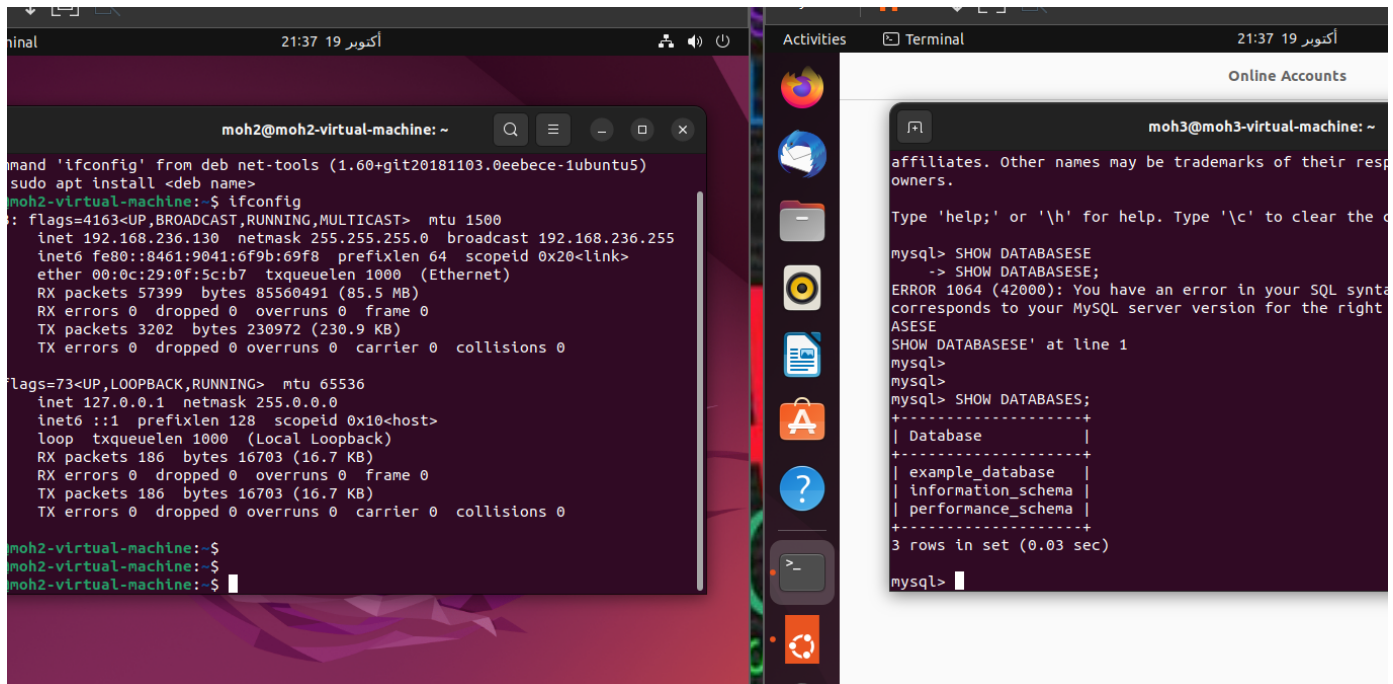 ninal
أكتوبر 19 21:37
moh2@moh2-virtual-machine: ~
mmand 'ifconfig' from deb net-tools (1.60+git20181103.0eebece-1ubuntu5)
sudo apt install <deb name>
moh2-virtual-machine:~$ ifconfig
3: flags=4163<UP,BROADCAST,RUNNING,MULTICAST>  mtu 1500
inet 192.168.236.130  netmask 255.255.255.0  broadcast 192.168.236.255
inet6 fe80::8461:9041:6f9b:69f8  prefixlen 64  scopeid 0x20<link>
ether 00:0c:29:0f:5c:b7  txqueuelen 1000  (Ethernet)
RX packets 57399  bytes 85560491 (85.5 MB)
RX errors 0  dropped 0  overruns 0  frame 0
TX packets 3202  bytes 230972 (230.9 KB)
TX errors 0  dropped 0 overruns 0  carrier 0  collisions 0
flags=73<UP,LOOPBACK,RUNNING>  mtu 65536
inet 127.0.0.1  netmask 255.0.0.0
inet6 ::1  prefixlen 128  scopeid 0x10<host>
loop  txqueuelen 1000  (Local Loopback)
RX packets 186  bytes 16703 (16.7 KB)
RX errors 0  dropped 0  overruns 0  frame 0
TX packets 186  bytes 16703 (16.7 KB)
TX errors 0  dropped 0 overruns 0  carrier 0  collisions 0
moh2-virtual-machine:~$
moh2-virtual-machine:~$
moh2-virtual-machine:~$
Activities
Terminal
أكتوبر 19 21:37
Online Accounts
moh3@moh3-virtual-machine: ~
affiliates. Other names may be trademarks of their resp
owners.
Type 'help;' or '\h' for help. Type '\c' to clear the c
mysql> SHOW DATABASESE
-> SHOW DATABASESE;
ERROR 1064 (42000): You have an error in your SQL synta
corresponds to your MySQL server version for the right
ASESE
SHOW DATABASESE' at line 1
mysql>
mysql>
mysql> SHOW DATABASES;
+--------------------+
| Database           |
+--------------------+
| example_database   |
| information_schema |
| performance_schema |
+--------------------+
3 rows in set (0.03 sec)
mysql>